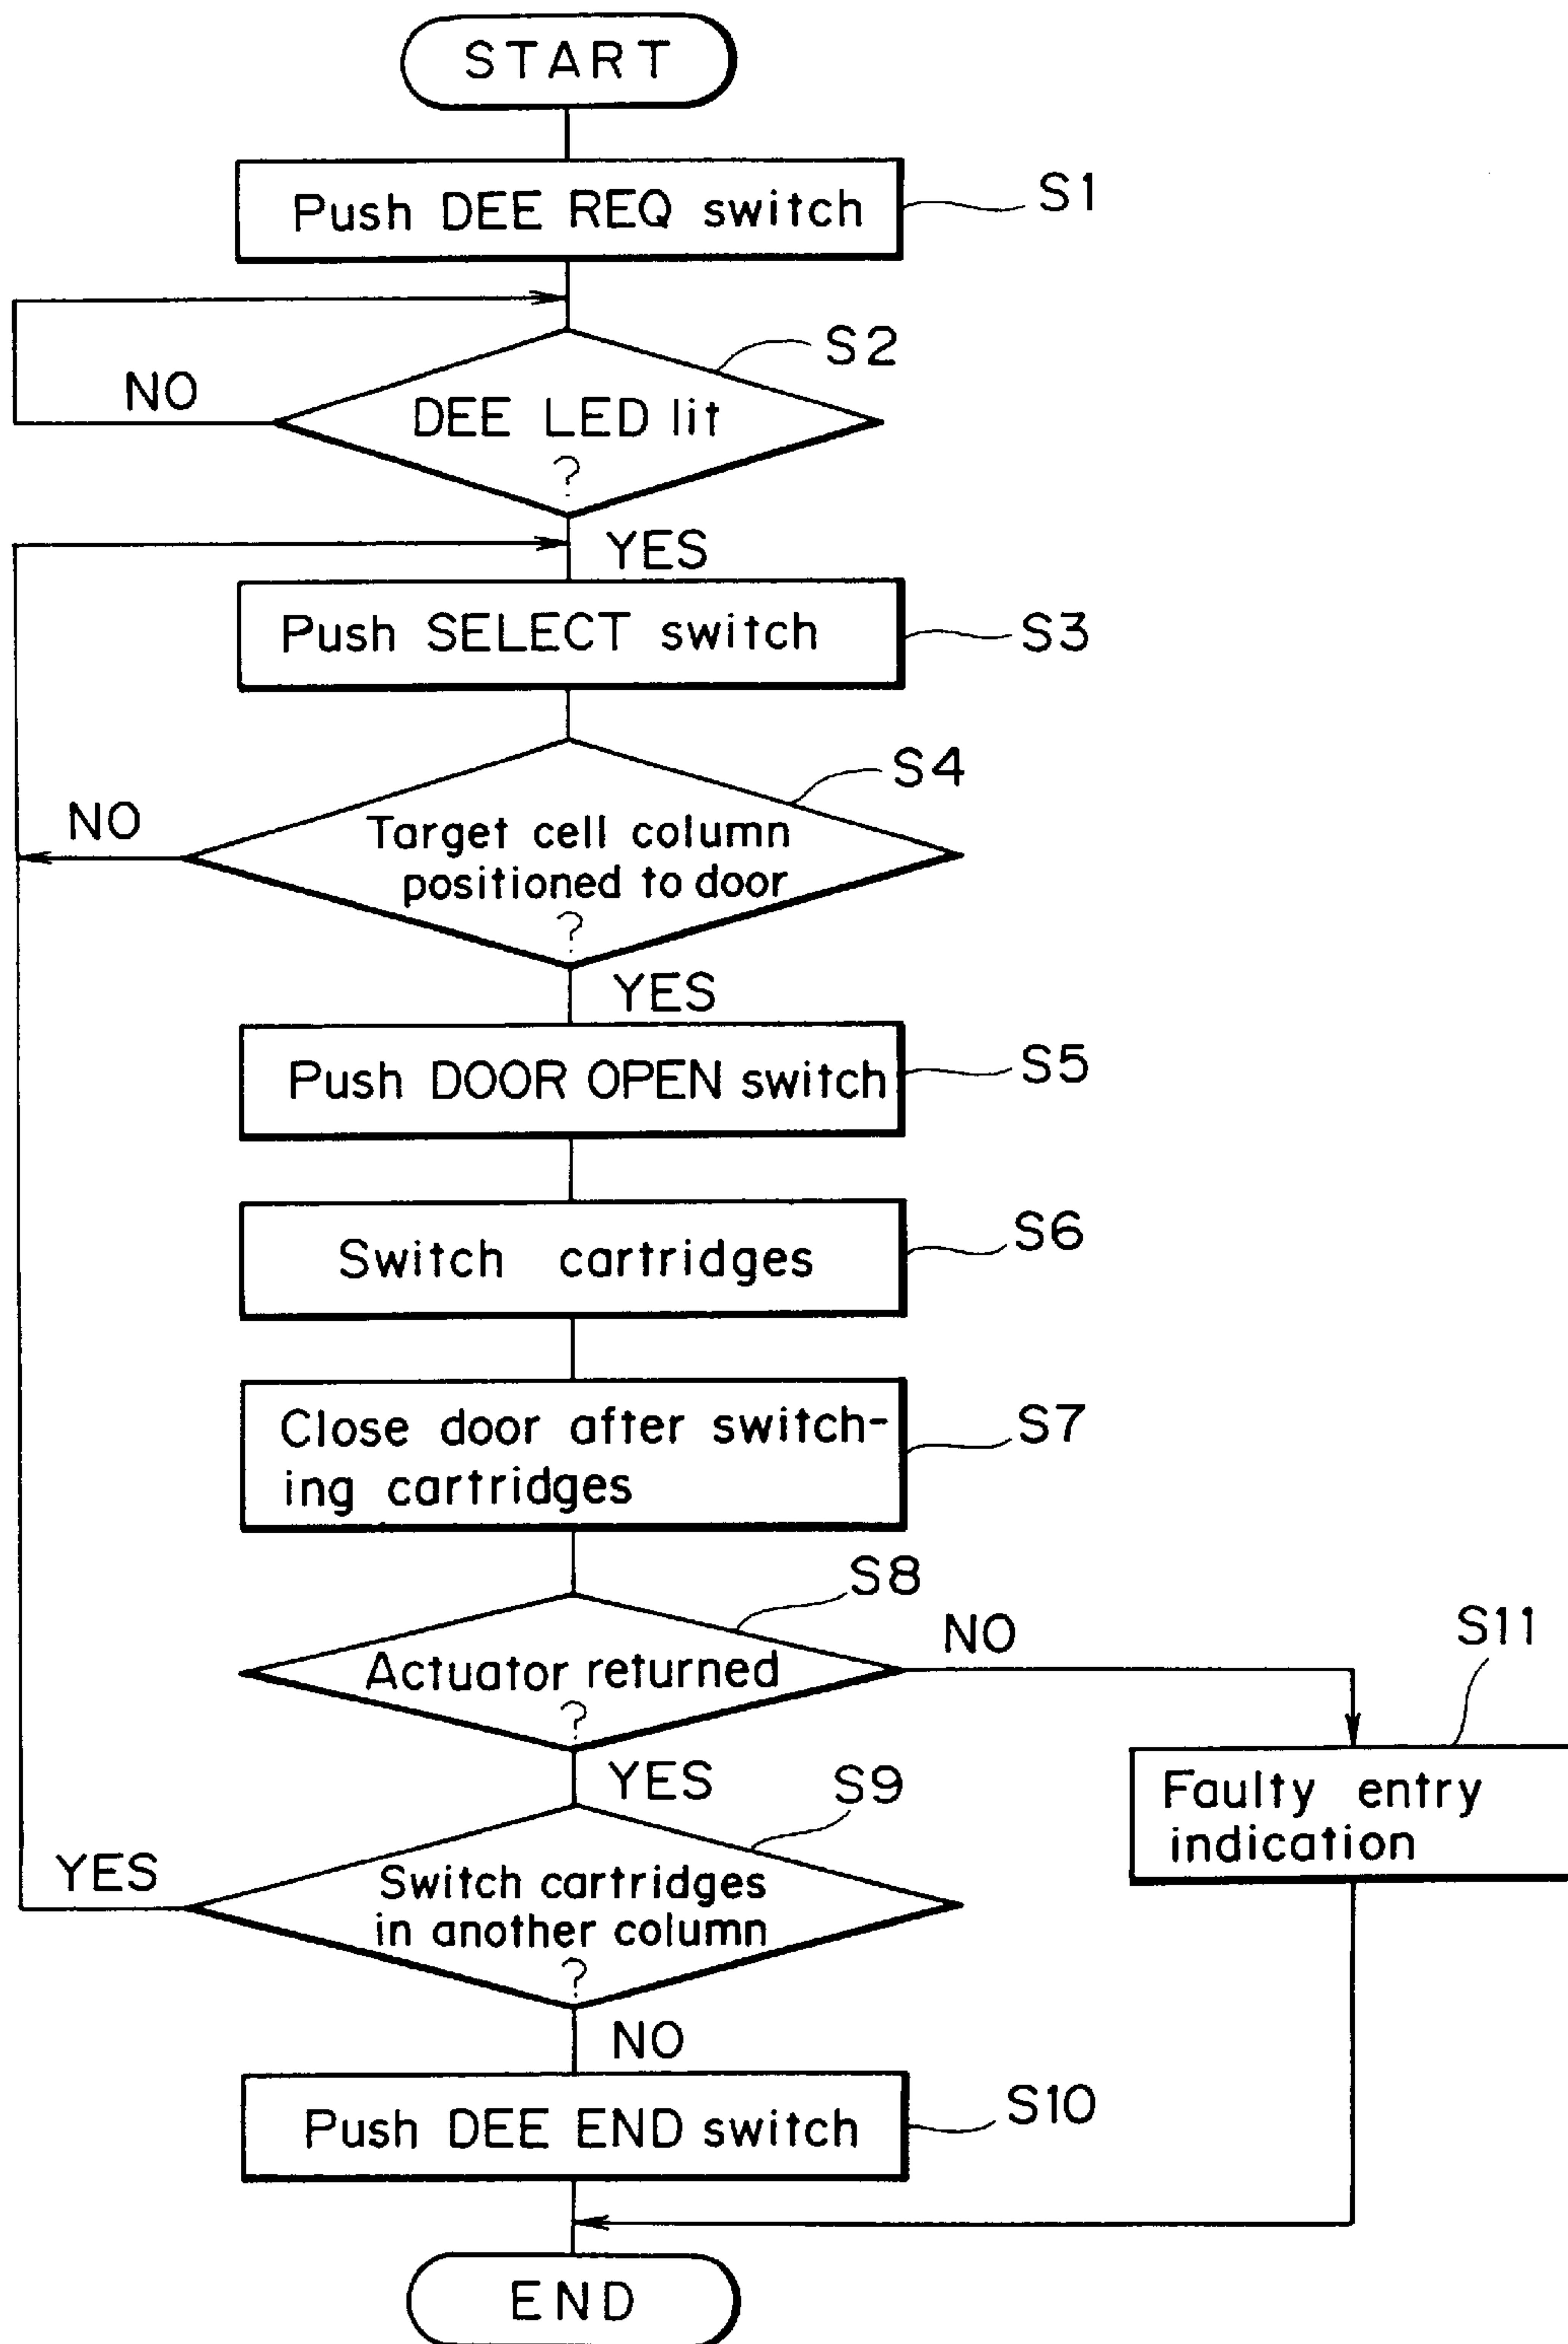 START
Push DEE REQ switch
S1
S2
NO
DEE LED lit
?
YES
Push SELECT switch
S3
S4
NO
Target cell column
positioned to door
?
YES
Push DOOR OPEN switch
S5
Switch cartridges
S6
Close door after switch-
ing cartridges
S7
S8
Actuator returned
?
NO
S11
YES
Faulty entry
indication
S9
YES
Switch cartridges
in another column
?
NO
Push DEE END switch
S10
END